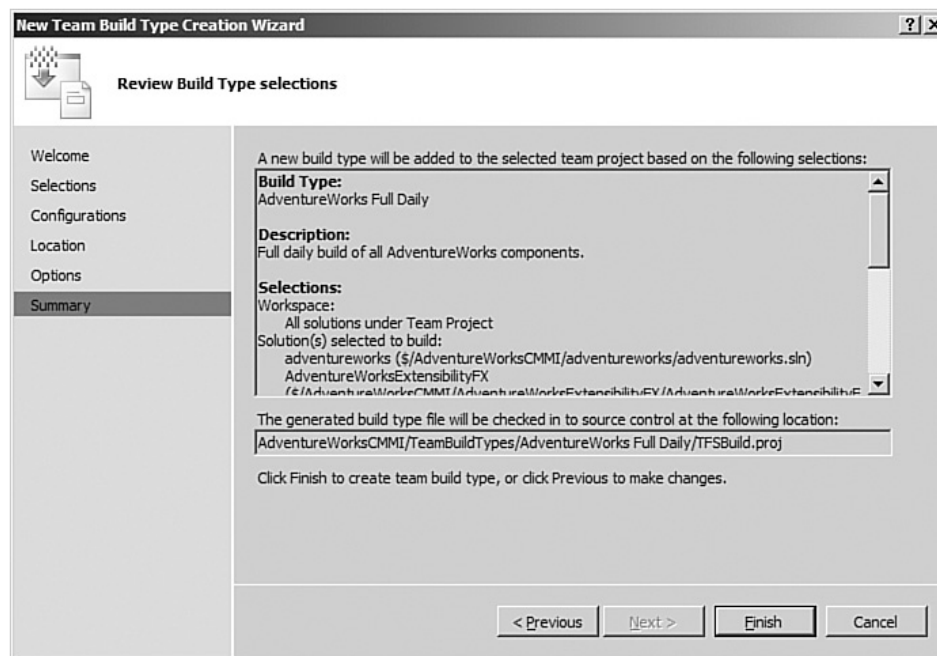 New Team Build Type Creation Wizard
Review Build Type selections
Welcome
Selections
Configurations
Location
Options
Summary
A new build type will be added to the selected team project based on the following selections:
Build Type:
AdventureWorks Full Daily
Description:
Full daily build of all AdventureWorks components.
Selections:
Workspace:
All solutions under Team Project
Solution(s) selected to build:
adventureworks ($/AdventureWorksCMMI/adventureworks/adventureworks.sln)
AdventureWorksExtensibilityFX
($/AdventureWorksCMMI/AdventureWorksExtensibilityFX/AdventureWorksExtensibilityF
The generated build type file will be checked in to source control at the following location:
AdventureWorksCMMI/TeamBuildTypes/AdventureWorks Full Daily/TFSBuild.proj
Click Finish to create team build type, or click Previous to make changes.
< Previous
Next >
Finish
Cancel